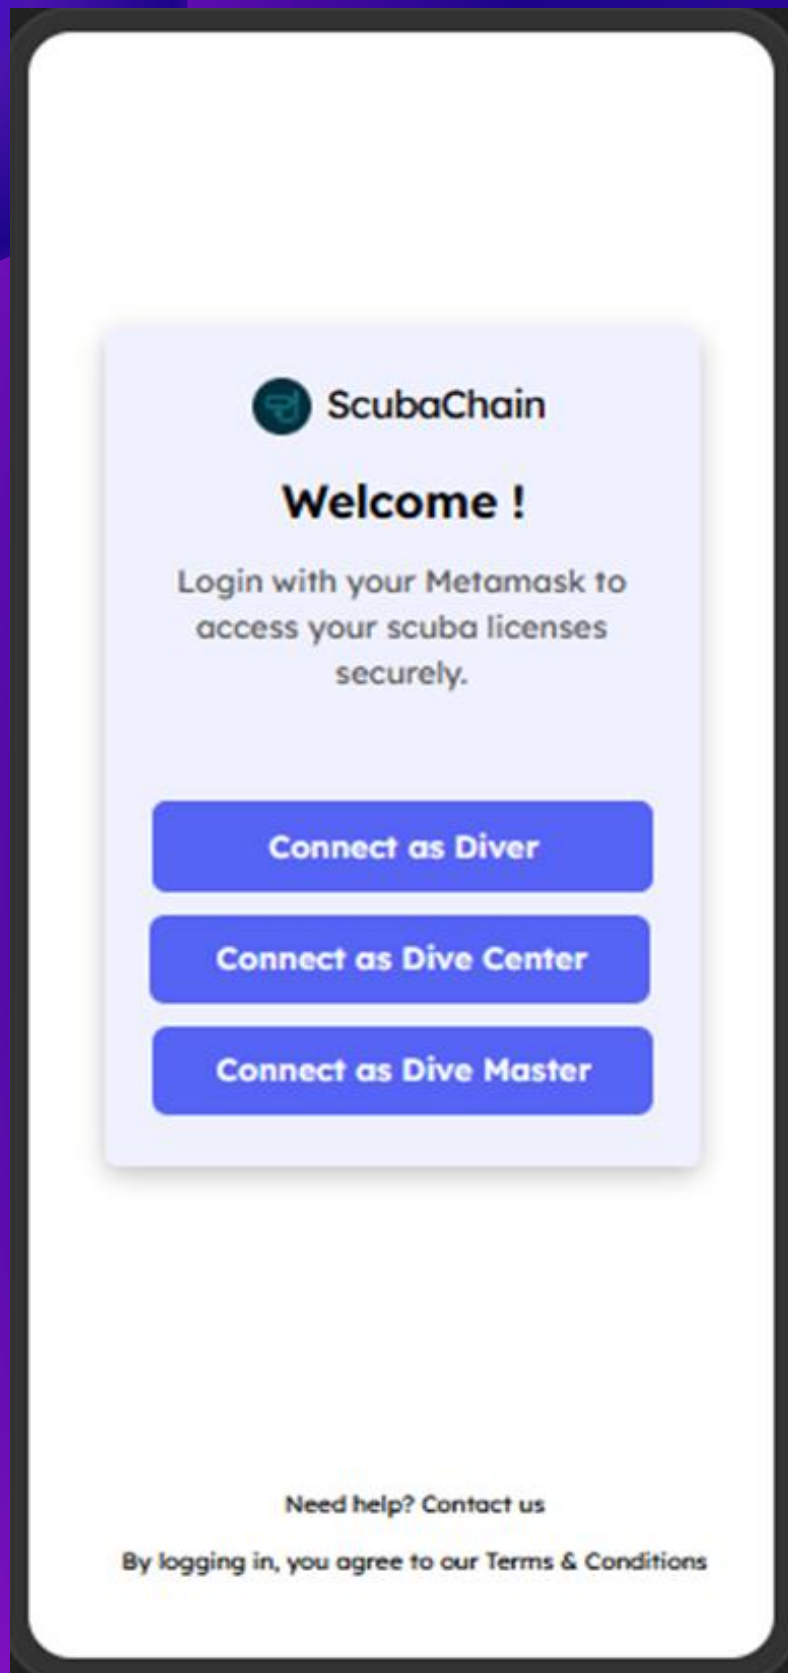 ScubaChain
Welcome !
Login with your Metamask to
access your scuba licenses
securely.
Connect as Diver
Connect as Dive Center
Connect as Dive Master
Need help? Contact us
By logging in, you agree to our Terms & Conditions